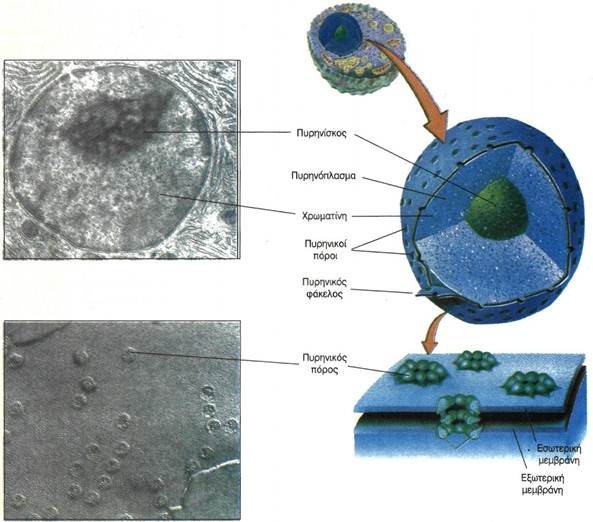 Πυρηνίσκος
Πυρηνόπλασμα
Χρωματίνη
Πυρηνικοί
πόροι
Πυρηνικός
φάκελος
Πυρηνικός
πόρος
Εσωτερική
μεμβράνη
Εξωτερική
μεμβράνη